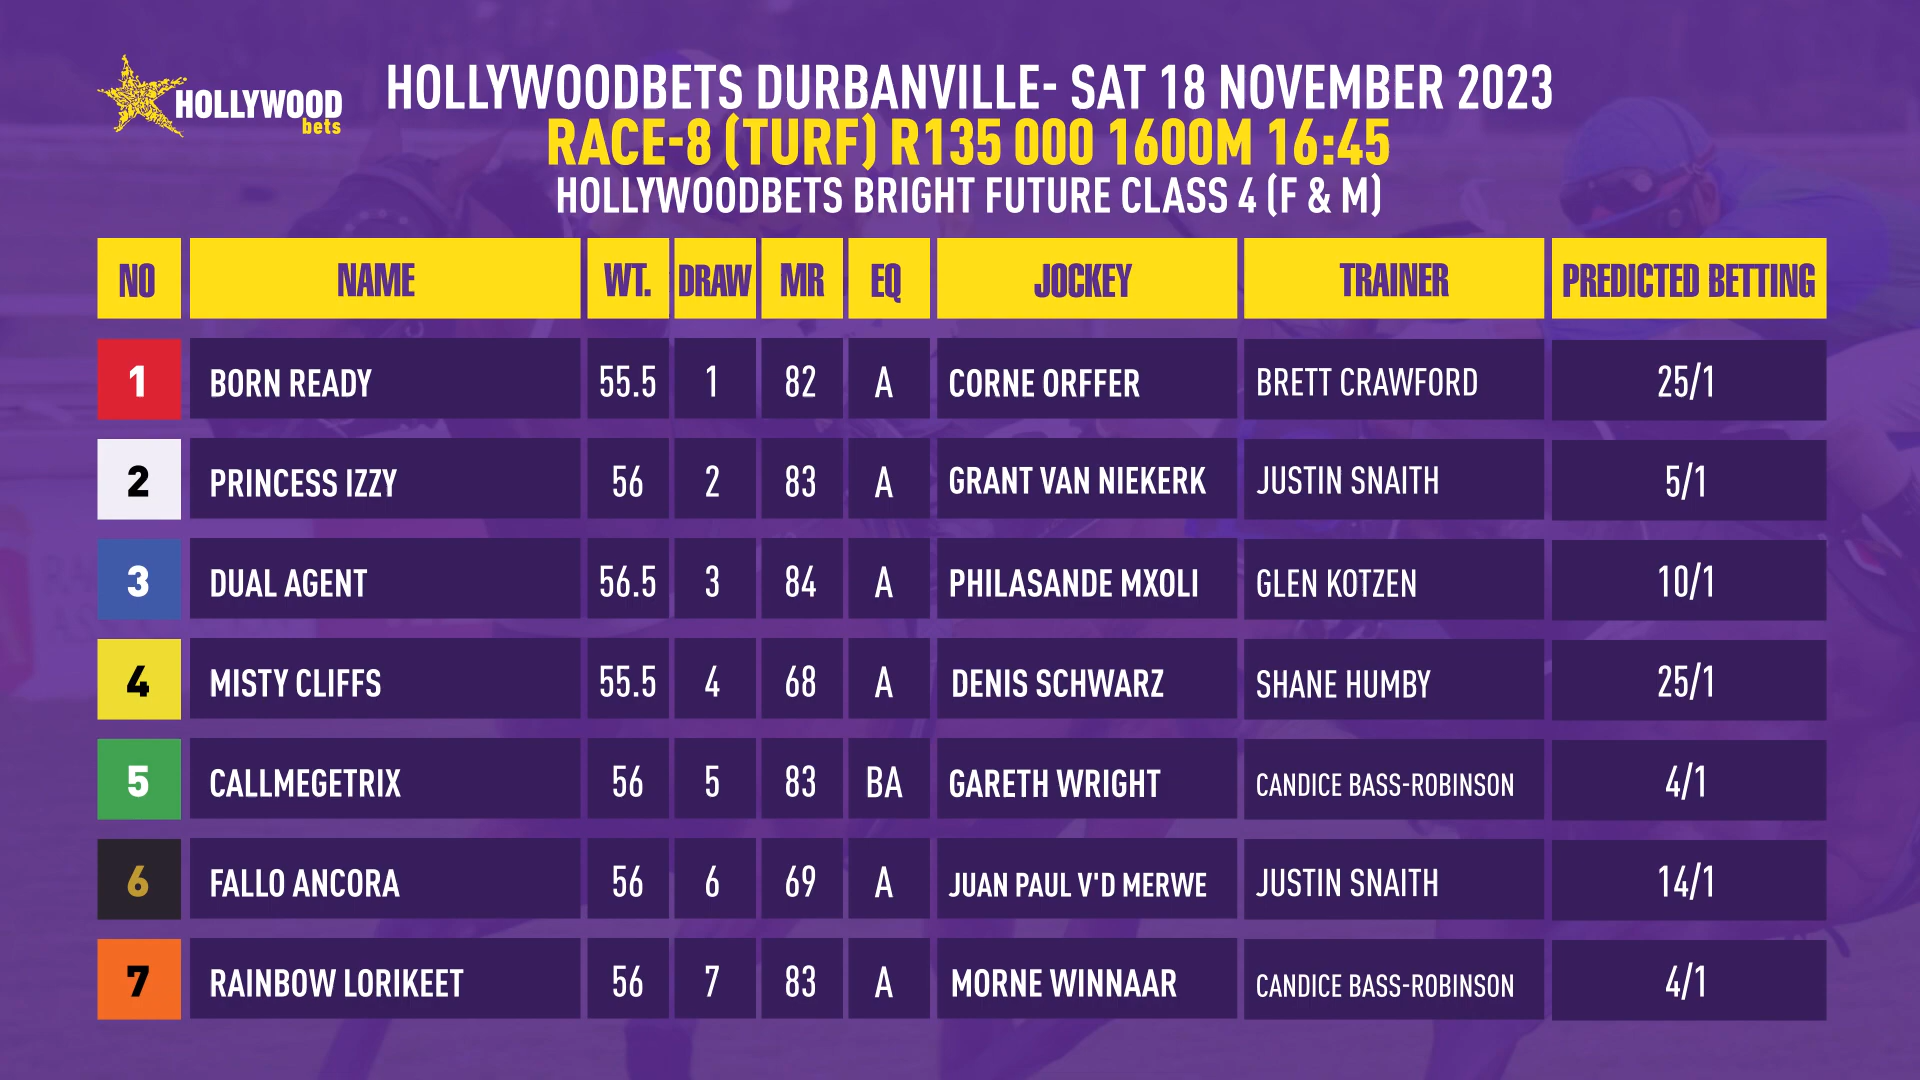 HOLLYWOOD
bets
HOLLYWOODBETS DURBANVILLE- SAT 18 NOVEMBER 2023
RACE-8 (TURF) R135 000 1600M 16:45
HOLLYWOODBETS BRIGHT FUTURE CLASS 4 (F & M)
NO NAME WT. DRAW MR EQ JOCKEY TRAINER PREDICTED BETTING
1 BORN READY 55.5 1 82 A CORNE ORFFER BRETT CRAWFORD 25/1
2 PRINCESS IZZY 56 2 83 A GRANT VAN NIEKERK JUSTIN SNAITH 5/1
3 DUAL AGENT 56.5 3 84 A PHILASANDE MXOLI GLEN KOTZEN 10/1
4 MISTY CLIFFS 55.5 4 68 A DENIS SCHWARZ SHANE HUMBY 25/1
5 CALLMEGETRIX 56 5 83 BA GARETH WRIGHT CANDICE BASS-ROBINSON 4/1
6 FALLO ANCORA 56 6 69 A JUAN PAUL V'D MERWE JUSTIN SNAITH 14/1
7 RAINBOW LORIKEET 56 7 83 A MORNE WINNAAR CANDICE BASS-ROBINSON 4/1